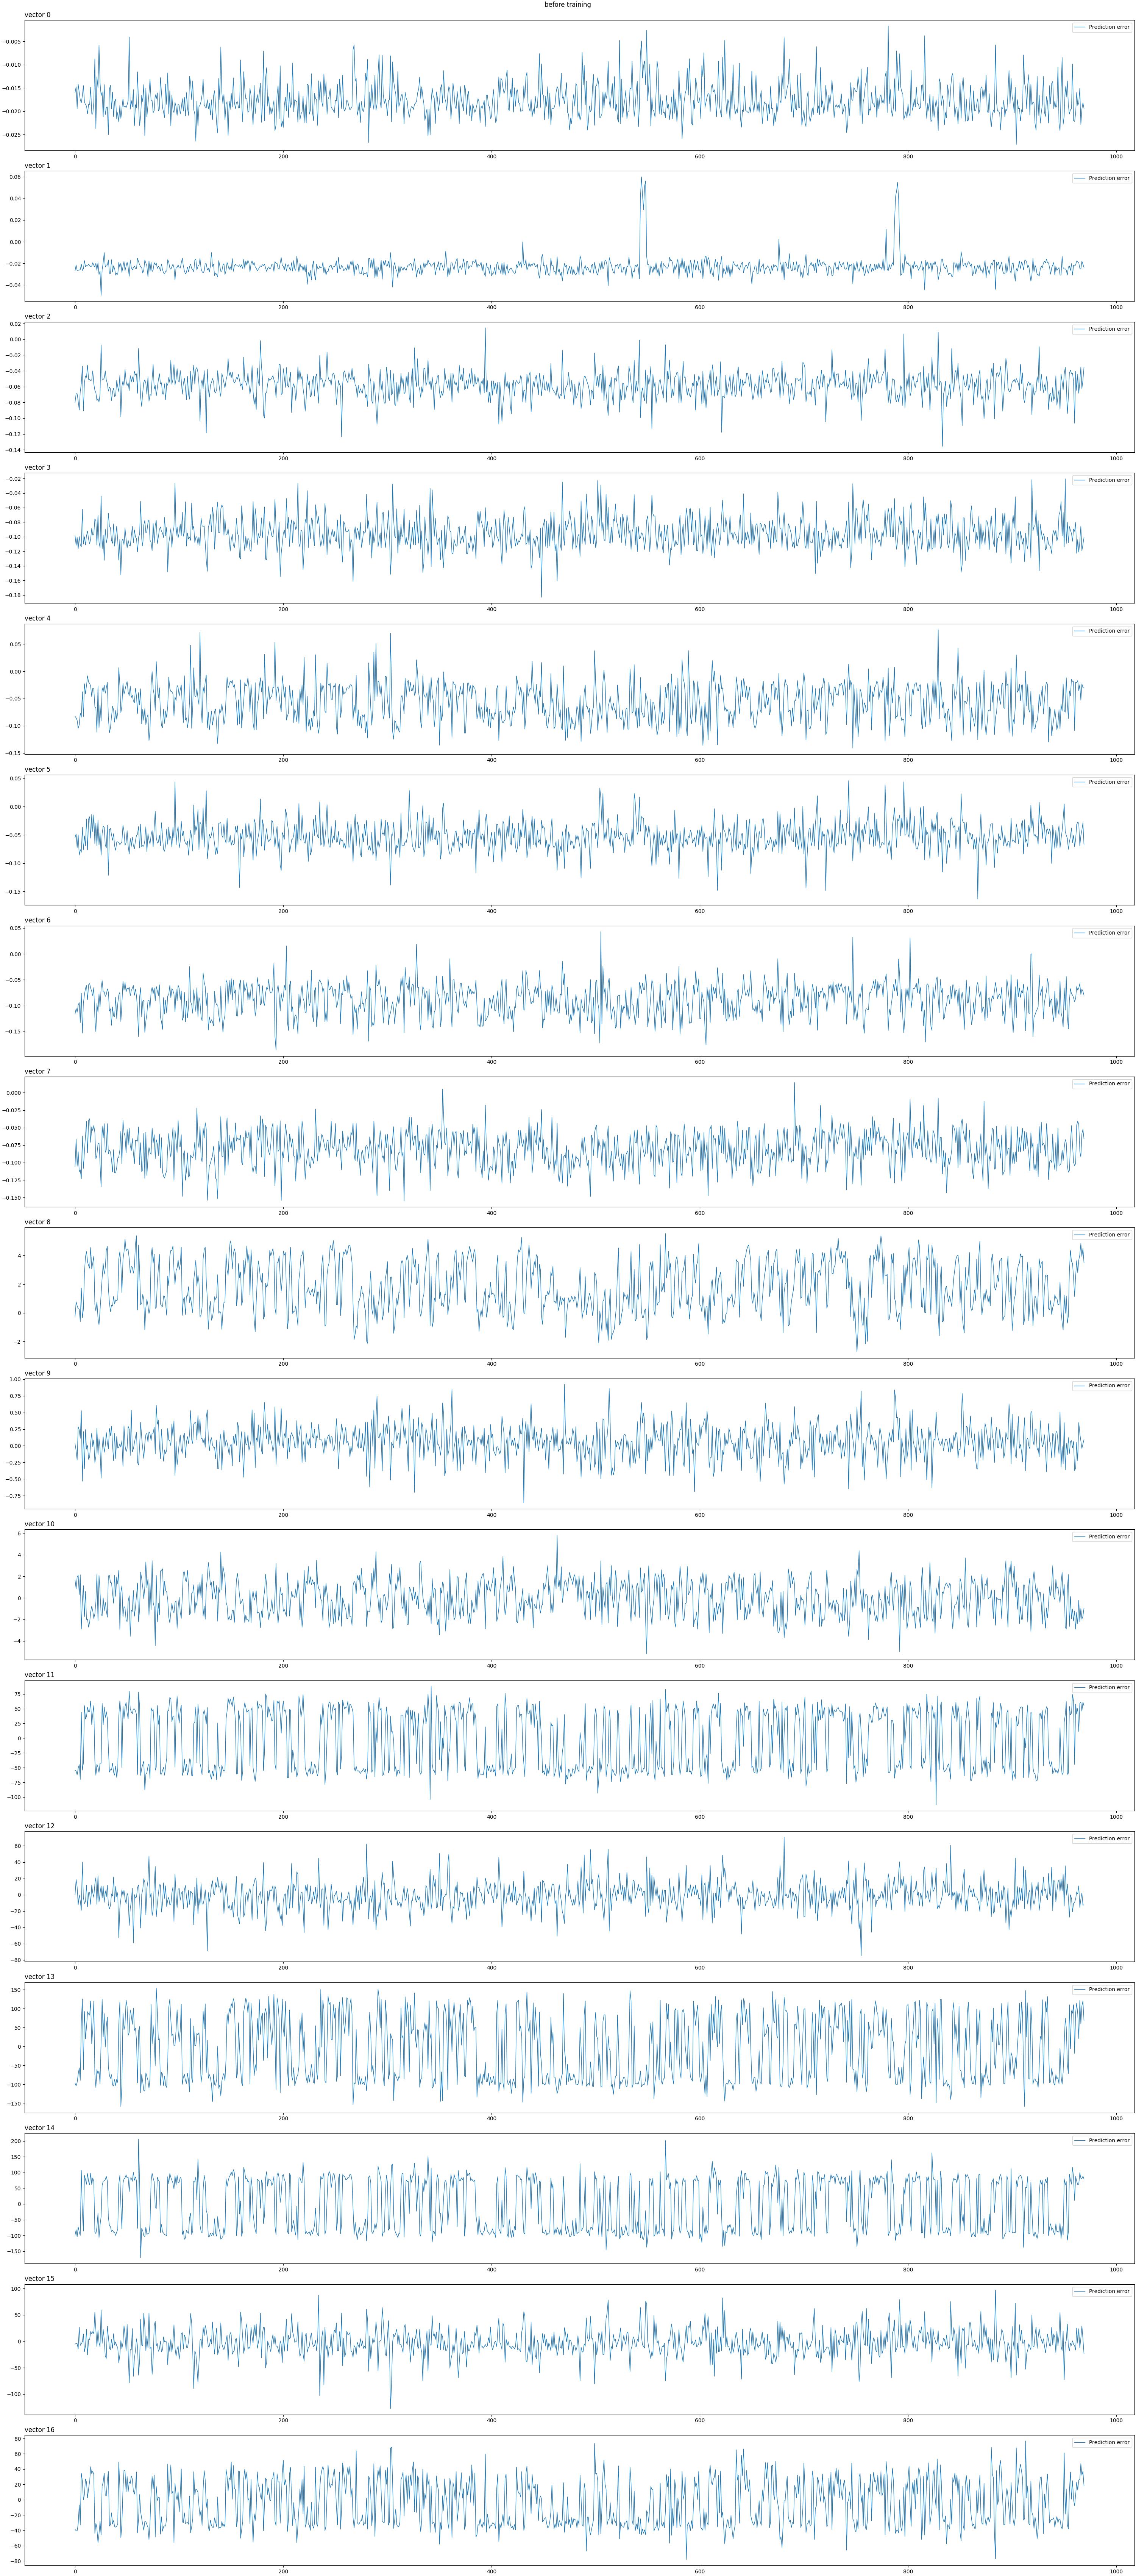 before training
vector 0
Prediction error
−0.005
−0.010
−0.015
−0.020
−0.025
0 200 400 600 800 1000
vector 1
Prediction error
0.06
0.04
0.02
0.00
−0.02
−0.04
0 200 400 600 800 1000
vector 2
Prediction error
0.02
0.00
−0.02
−0.04
−0.06
−0.08
−0.10
−0.12
−0.14
0 200 400 600 800 1000
vector 3
Prediction error
−0.02
−0.04
−0.06
−0.08
−0.10
−0.12
−0.14
−0.16
−0.18
0 200 400 600 800 1000
vector 4
Prediction error
0.05
0.00
−0.05
−0.10
−0.15
0 200 400 600 800 1000
vector 5
Prediction error
0.05
0.00
−0.05
−0.10
−0.15
0 200 400 600 800 1000
vector 6
Prediction error
0.05
0.00
−0.05
−0.10
−0.15
0 200 400 600 800 1000
vector 7
Prediction error
0.000
−0.025
−0.050
−0.075
−0.100
−0.125
−0.150
0 200 400 600 800 1000
vector 8
Prediction error
4
2
0
−2
0 200 400 600 800 1000
vector 9
Prediction error
1.00
0.75
0.50
0.25
0.00
−0.25
−0.50
−0.75
0 200 400 600 800 1000
vector 10
Prediction error
6
4
2
0
−2
−4
0 200 400 600 800 1000
vector 11
Prediction error
75
50
25
0
−25
−50
−75
−100
0 200 400 600 800 1000
vector 12
Prediction error
60
40
20
0
−20
−40
−60
−80
0 200 400 600 800 1000
vector 13
Prediction error
150
100
50
0
−50
−100
−150
0 200 400 600 800 1000
vector 14
Prediction error
200
150
100
50
0
−50
−100
−150
0 200 400 600 800 1000
vector 15
Prediction error
100
50
0
−50
−100
0 200 400 600 800 1000
vector 16
Prediction error
80
60
40
20
0
−20
−40
−60
−80
0 200 400 600 800 1000